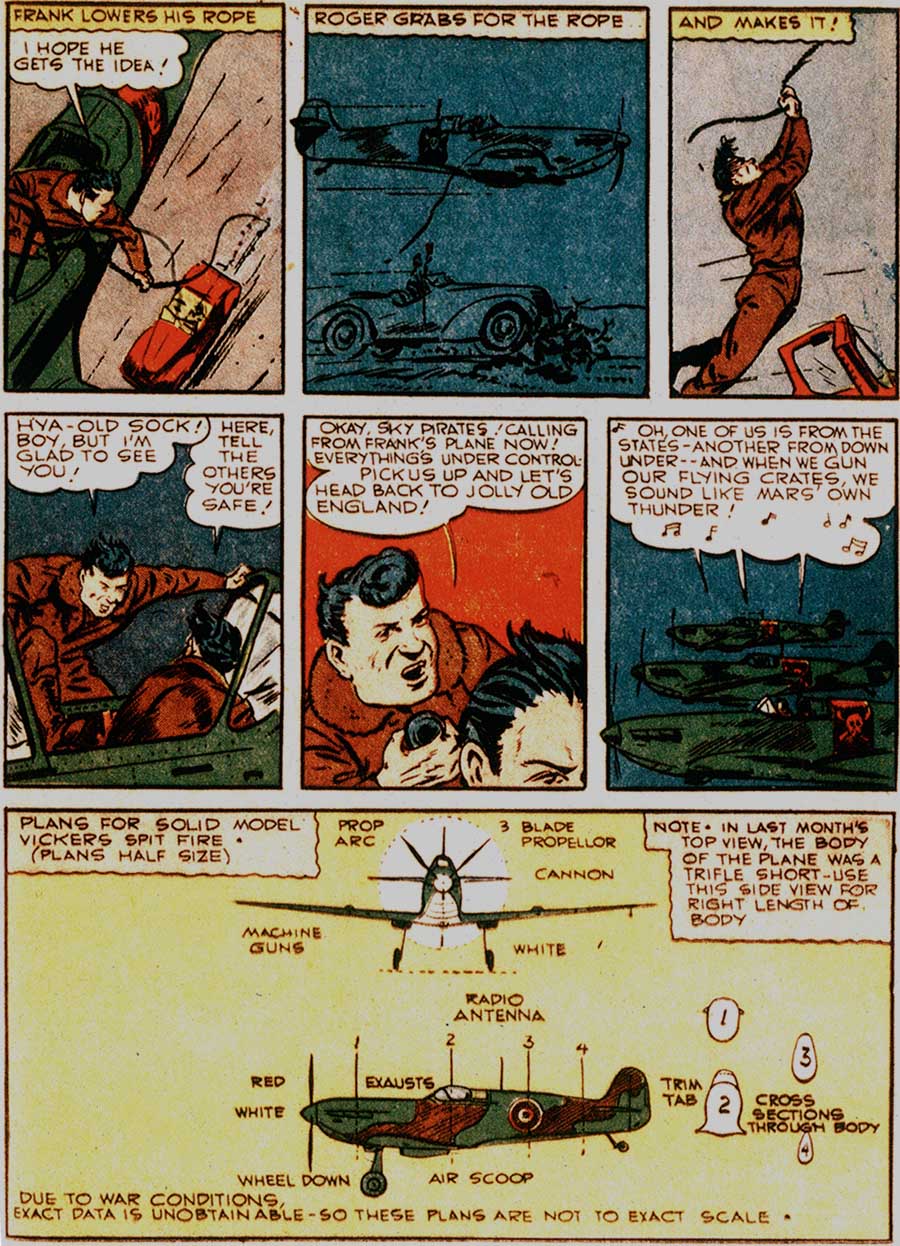 FRANK LOWERS HIS ROPE
I HOPE HE
GETS THE IDEA!
ROGER GRABS FOR THE ROPE...
AND MAKES IT!
H'YA-OLD SOCK!
BOY, BUT I'M
GLAD TO SEE
YOU!
HERE,
TELL
THE
OTHERS
YOU'RE
SAFE!
OKAY, SKY PIRATES! CALLING
FROM FRANK'S PLANE NOW!
EVERYTHING'S UNDER CONTROL-
PICK US UP AND LET'S
HEAD BACK TO JOLLY OLD
ENGLAND!
OH, ONE OF US IS FROM THE
STATES-ANOTHER FROM DOWN
UNDER--AND WHEN WE GUN
OUR FLYING CRATES, WE
SOUND LIKE MARS' OWN
THUNDER!
PLANS FOR SOLID MODEL
VICKERS SPIT FIRE.
(PLANS HALF SIZE)
PROP
ARC
3 BLADE
PROPELLOR
CANNON
MACHINE
GUNS
WHITE
NOTE. IN LAST MONTH'S
TOP VIEW, THE BODY
OF THE PLANE WAS A
TRIFLE SHORT-USE
THIS SIDE VIEW FOR
RIGHT LENGTH OF
BODY
RADIO
ANTENNA
1 2 3 4
RED
EXAUSTS
WHITE
WHEEL DOWN
AIR SCOOP
TRIM
TAB
1
2
3
4
CROSS
SECTIONS
THROUGH BODY
DUE TO WAR CONDITIONS,
EXACT DATA IS UNOBTAINABLE-SO THESE PLANS ARE NOT TO EXACT SCALE.